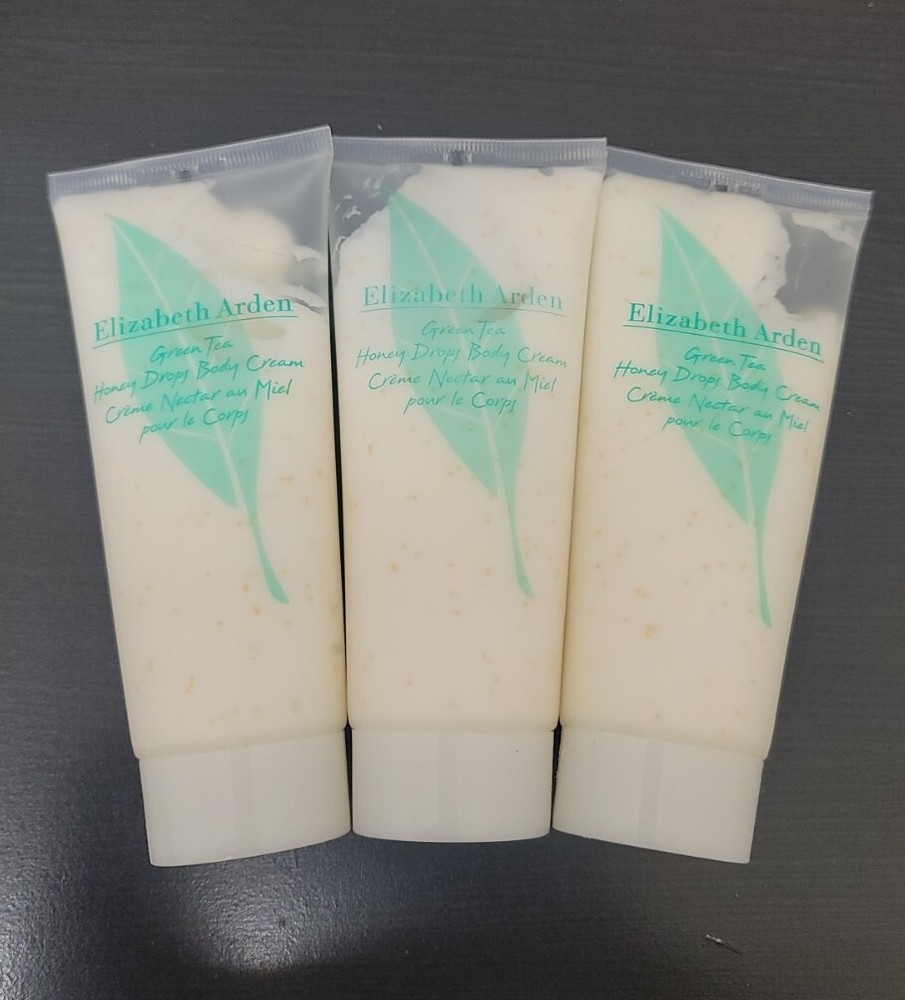 Elizabeth Arden
Green Tea
Honey Drops Body Cream
Crème Nectar au Miel
pour le Corps
Elizabeth Arden
Green Tea
Honey Drops Body Cream
Crème Nectar au Miel
pour le Corps
Elizabeth Arden
Green Tea
Honey Drops Body Cream
Crème Nectar au Miel
pour le Corps